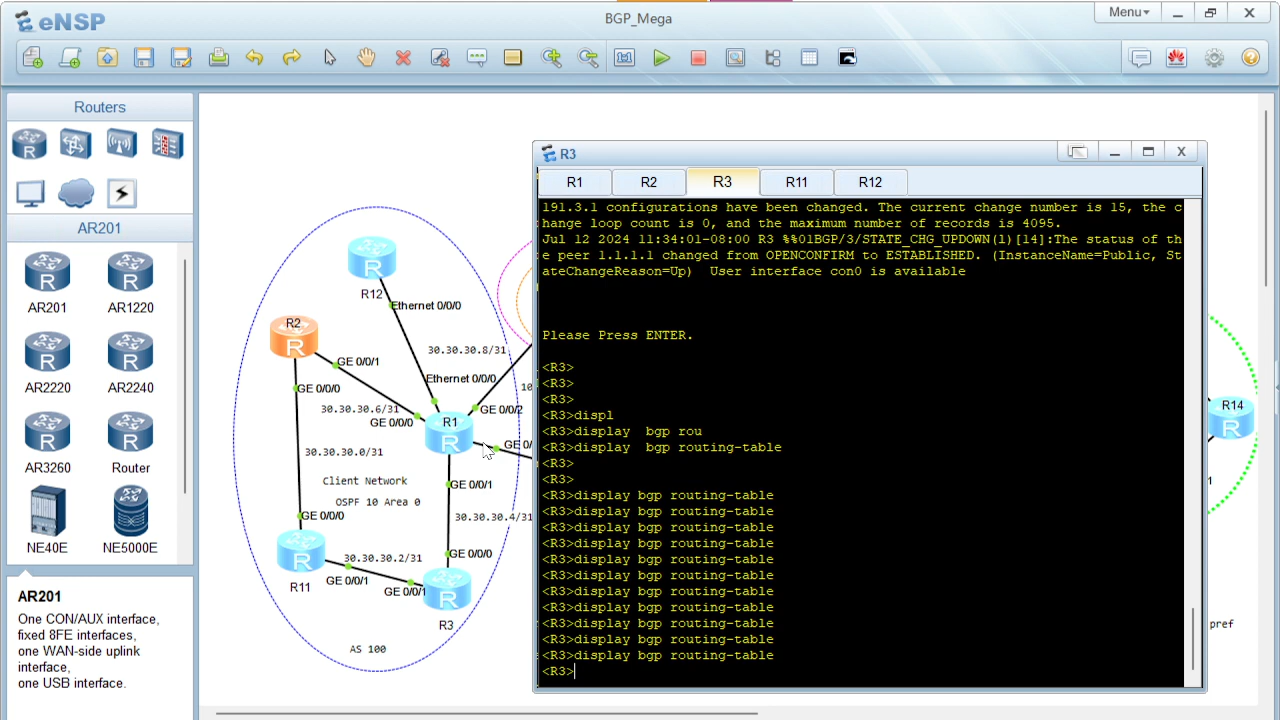 eNSP
BGP_Mega
Menu
Routers
R
AR201
AR201
AR1220
AR2220
AR2240
AR3260
Router
NE40E
NE5000E
AR201
One CON/AUX interface,
fixed 8FE interfaces,
one WAN-side uplink
interface,
one USB interface.
R
R12
Ethernet 0/0/0
R2
R
GE 0/0/1
30.30.30.8/31
GE 0/0/0
Ethernet 0/0/0
10
30.30.30.6/31
GE 0/0/2
GE 0/0/0
R1
R
GE 0/
30.30.30.0/31
Client Network
GE 0/0/1
OSPF 10 Area 0
GE 0/0/0
30.30.30.4/31
R
R11
30.30.30.2/31
GE 0/0/0
GE 0/0/1
GE 0/0/1
R
R3
AS 100
R14
R
1
pref
R3
R1
R2
R3
R11
R12
191.3.1 configurations have been changed. The current change number is 15, the c
hange loop count is 0, and the maximum number of records is 4095.
Jul 12 2024 11:34:01-08:00 R3 %%01BGP/3/STATE_CHG_UPDOWN(l)[14]:The status of th
e peer 1.1.1.1 changed from OPENCONFIRM to ESTABLISHED. (InstanceName=Public, St
ateChangeReason=Up)  User interface con0 is available
Please Press ENTER.
<R3>
<R3>
<R3>
<R3>displ
<R3>display  bgp rou
<R3>display  bgp routing-table
<R3>
<R3>
<R3>display bgp routing-table
<R3>display bgp routing-table
<R3>display bgp routing-table
<R3>display bgp routing-table
<R3>display bgp routing-table
<R3>display bgp routing-table
<R3>display bgp routing-table
<R3>display bgp routing-table
<R3>display bgp routing-table
<R3>display bgp routing-table
<R3>display bgp routing-table
<R3>